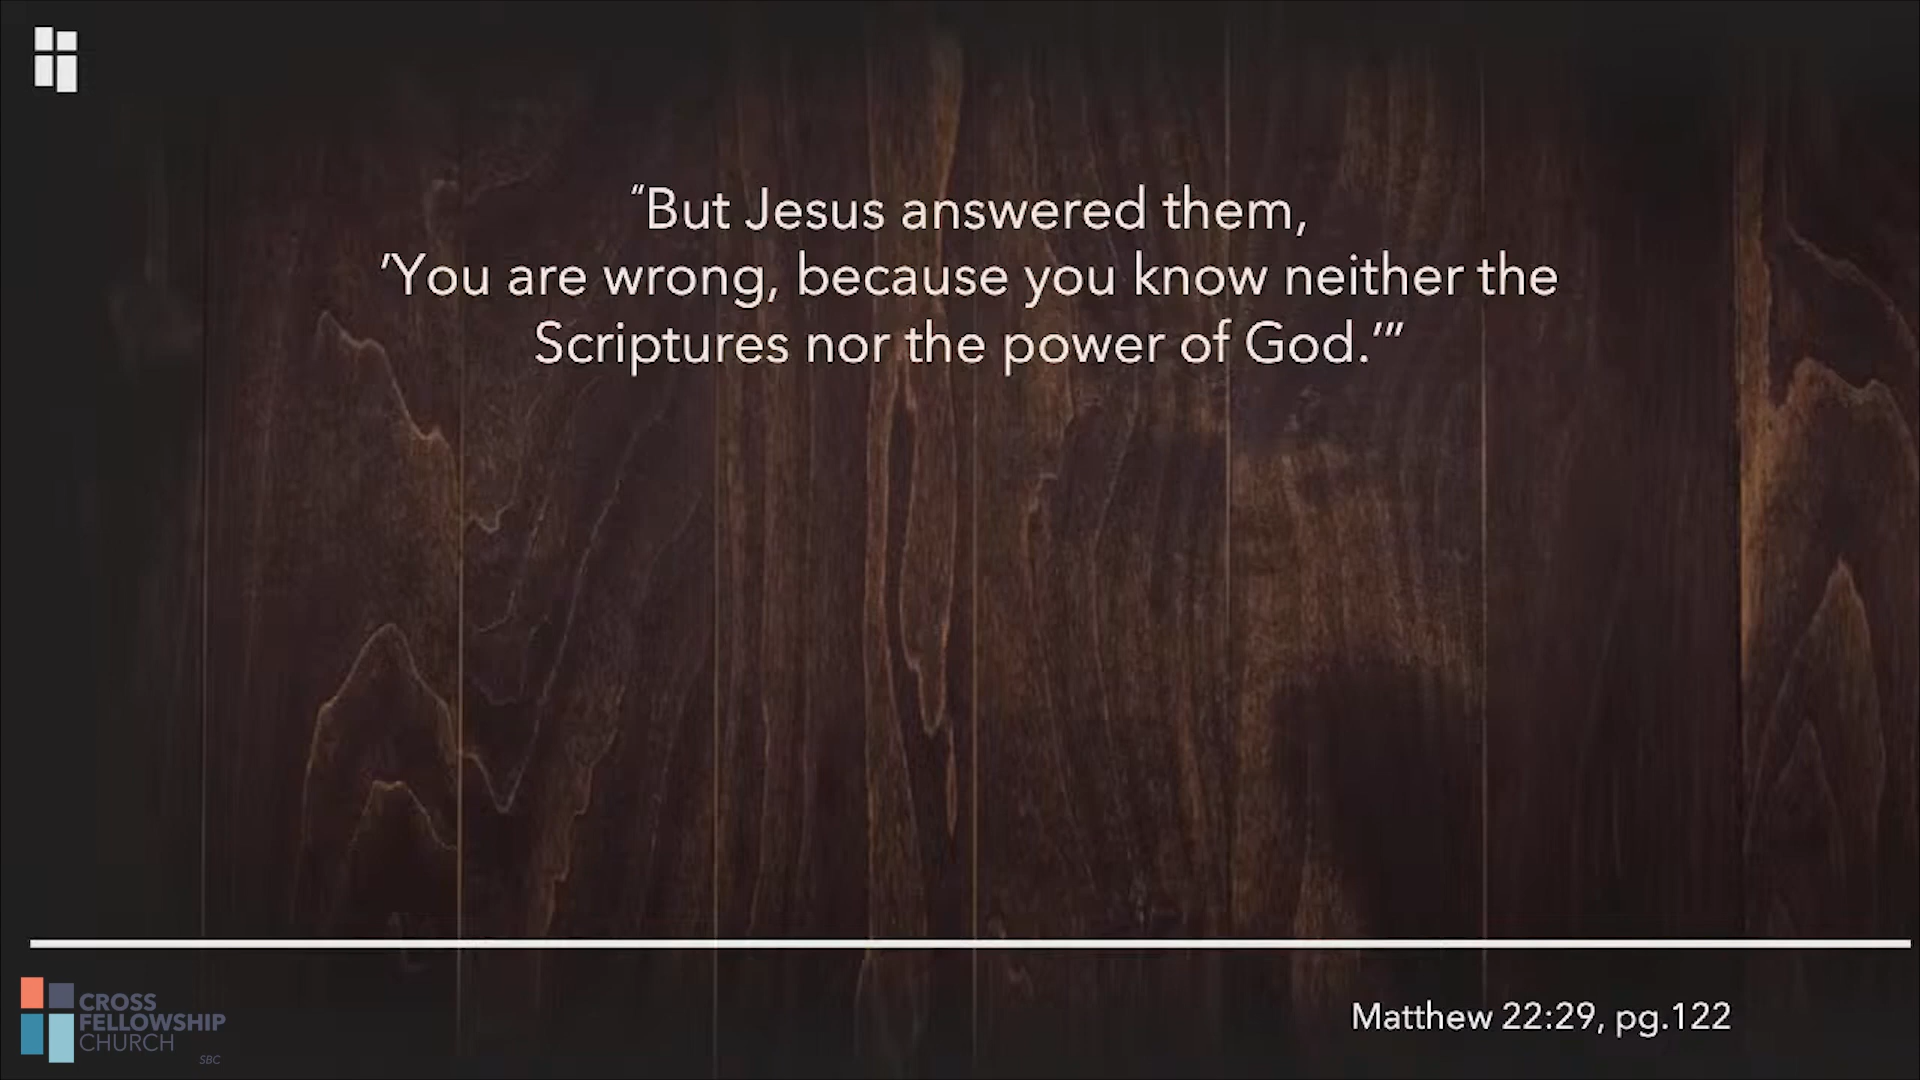 “But Jesus answered them,
’You are wrong, because you know neither the
Scriptures nor the power of God.’”
CROSS
FELLOWSHIP
CHURCH
SBC
Matthew 22:29, pg.122